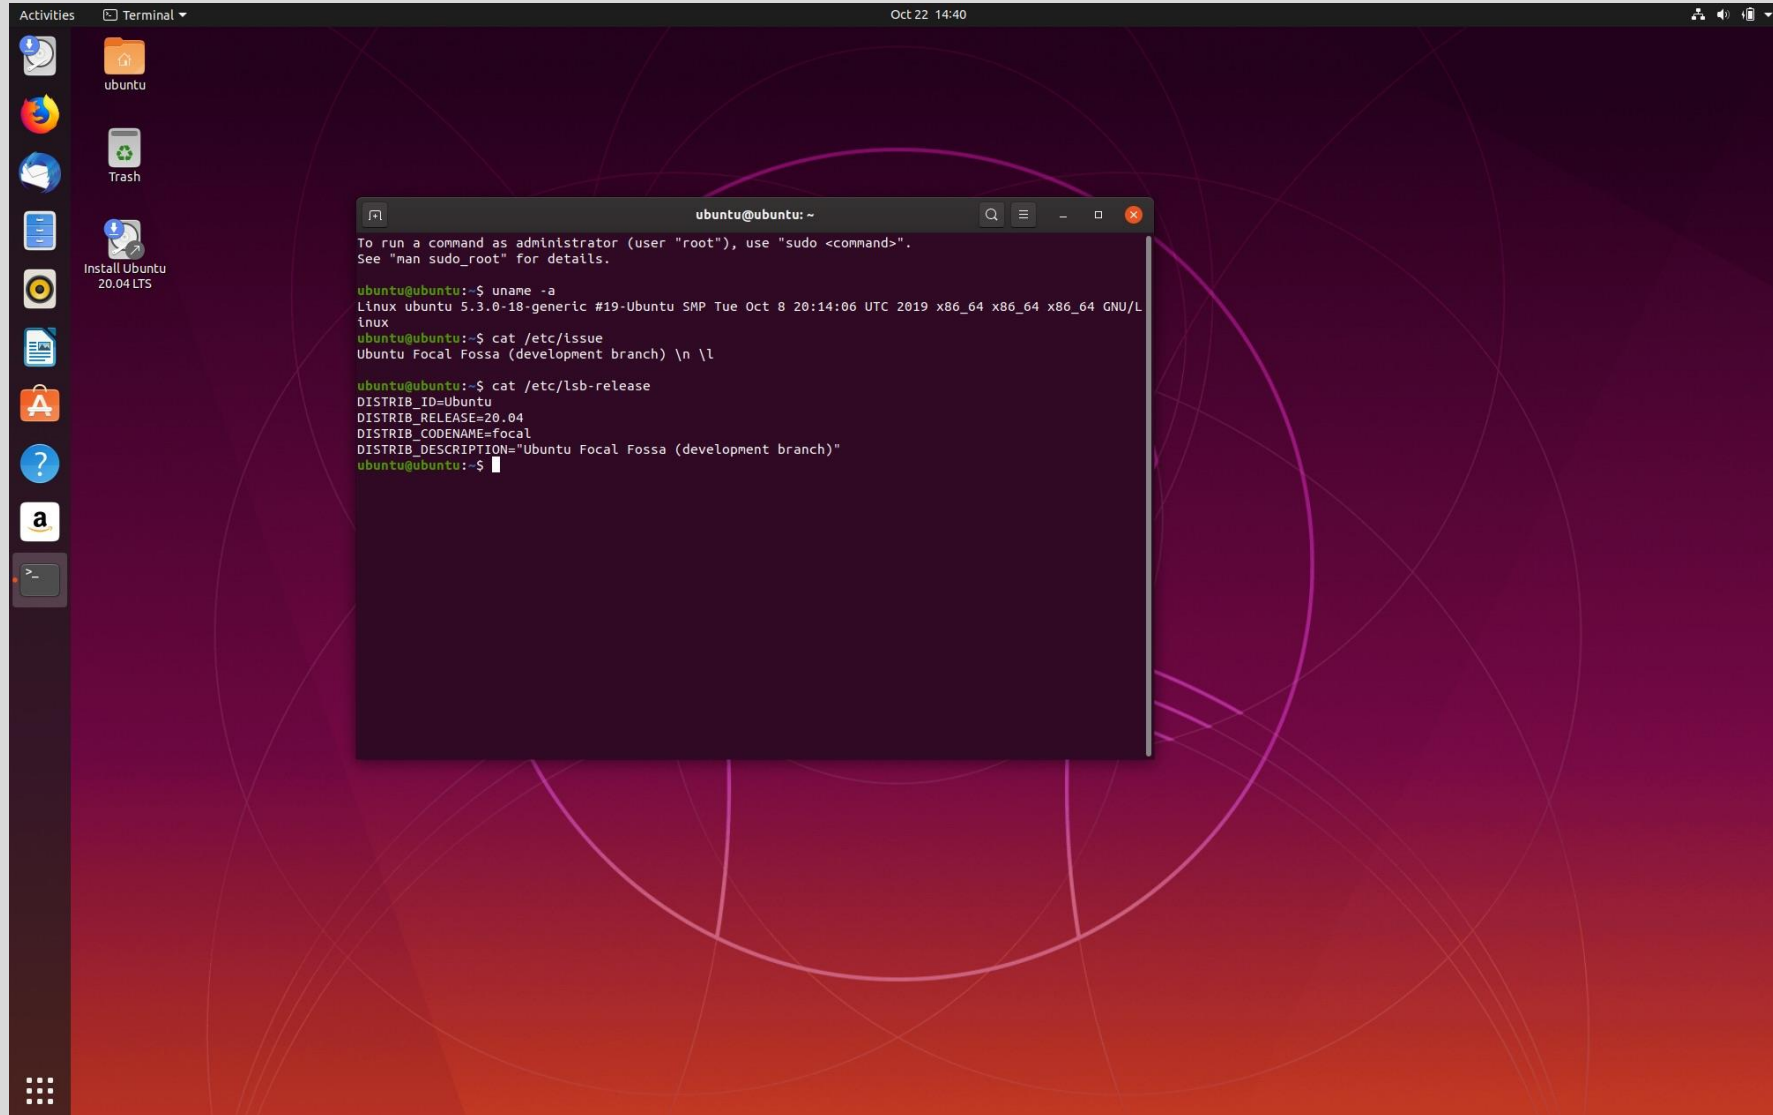 Activities
Terminal
Oct 22 14:40
ubuntu
Trash
Install Ubuntu
20.04 LTS
ubuntu@ubuntu: ~
To run a command as administrator (user "root"), use "sudo <command>".
See "man sudo_root" for details.
ubuntu@ubuntu:~$ uname -a
Linux ubuntu 5.3.0-18-generic #19-Ubuntu SMP Tue Oct 8 20:14:06 UTC 2019 x86_64 x86_64 x86_64 GNU/L
inux
ubuntu@ubuntu:~$ cat /etc/issue
Ubuntu Focal Fossa (development branch) \n \l
ubuntu@ubuntu:~$ cat /etc/lsb-release
DISTRIB_ID=Ubuntu
DISTRIB_RELEASE=20.04
DISTRIB_CODENAME=focal
DISTRIB_DESCRIPTION="Ubuntu Focal Fossa (development branch)"
ubuntu@ubuntu:~$